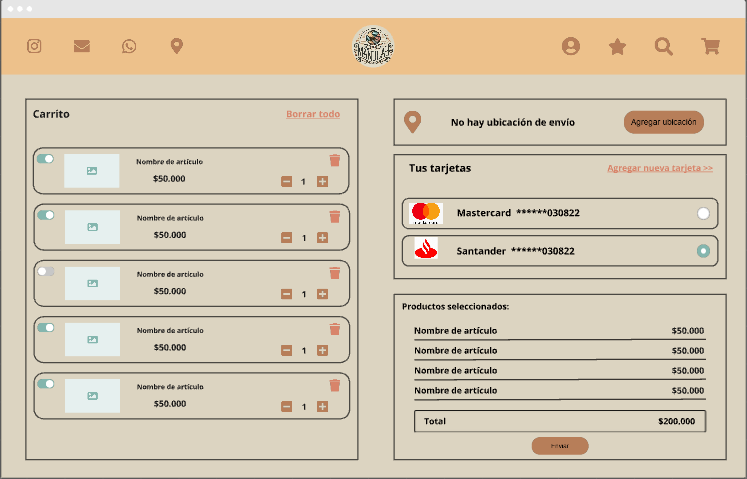 Carrito
Borrar todo
Nombre de artículo
$50.000
1
Nombre de artículo
$50.000
1
Nombre de artículo
$50.000
1
Nombre de artículo
$50.000
1
Nombre de artículo
$50.000
1
No hay ubicación de envío
Agregar ubicación
Tus tarjetas
Agregar nueva tarjeta >>
Mastercard ******030822
Santander ******030822
Productos seleccionados:
Nombre de artículo $50.000
Nombre de artículo $50.000
Nombre de artículo $50.000
Nombre de artículo $50.000
Total $200,000
Enviar